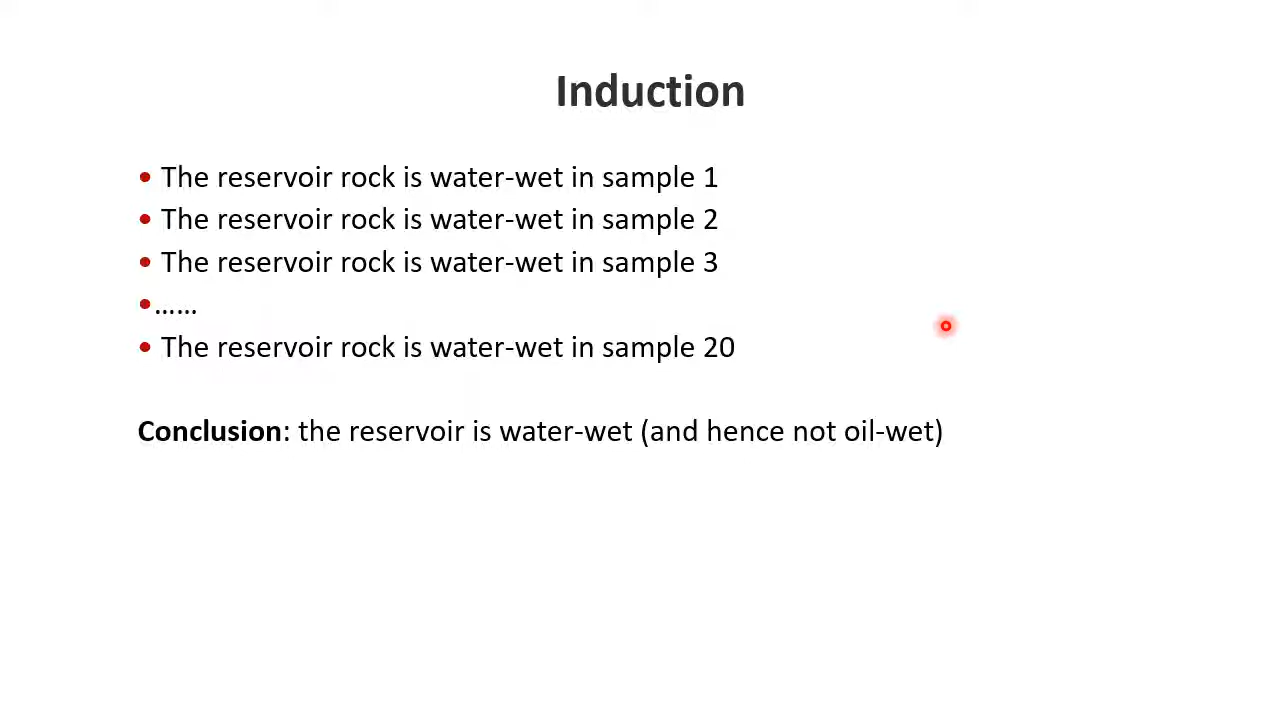 Induction
• The reservoir rock is water-wet in sample 1
• The reservoir rock is water-wet in sample 2
• The reservoir rock is water-wet in sample 3
•......
• The reservoir rock is water-wet in sample 20
Conclusion: the reservoir is water-wet (and hence not oil-wet)